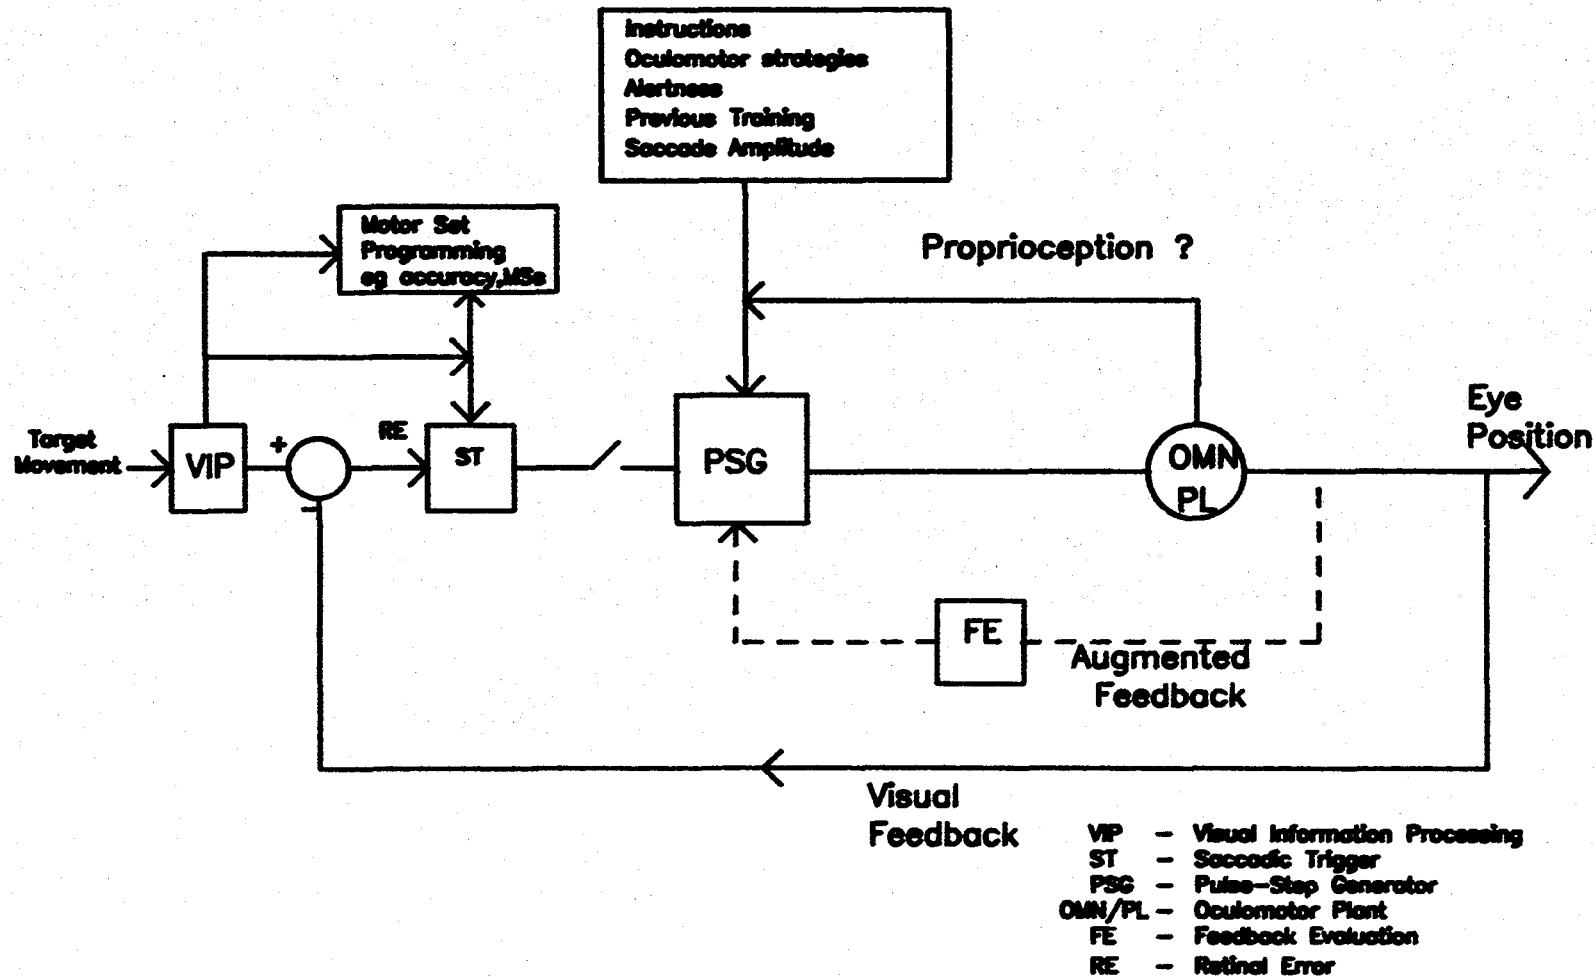 Instructions
Oculomotor strategies
Alertness
Previous Training
Saccade Amplitude
Motor Set
Programming
eg accuracy,MSs
Proprioception ?
Eye
Position
Target
Movement
VIP
+
-
RE
ST
PSG
OMN
PL
FE
Augmented
Feedback
Visual
Feedback
VIP - Visual Information Processing
ST - Saccadic Trigger
PSG - Pulse-Step Generator
OMN/PL - Oculomotor Plant
FE - Feedback Evaluation
RE - Retinal Error